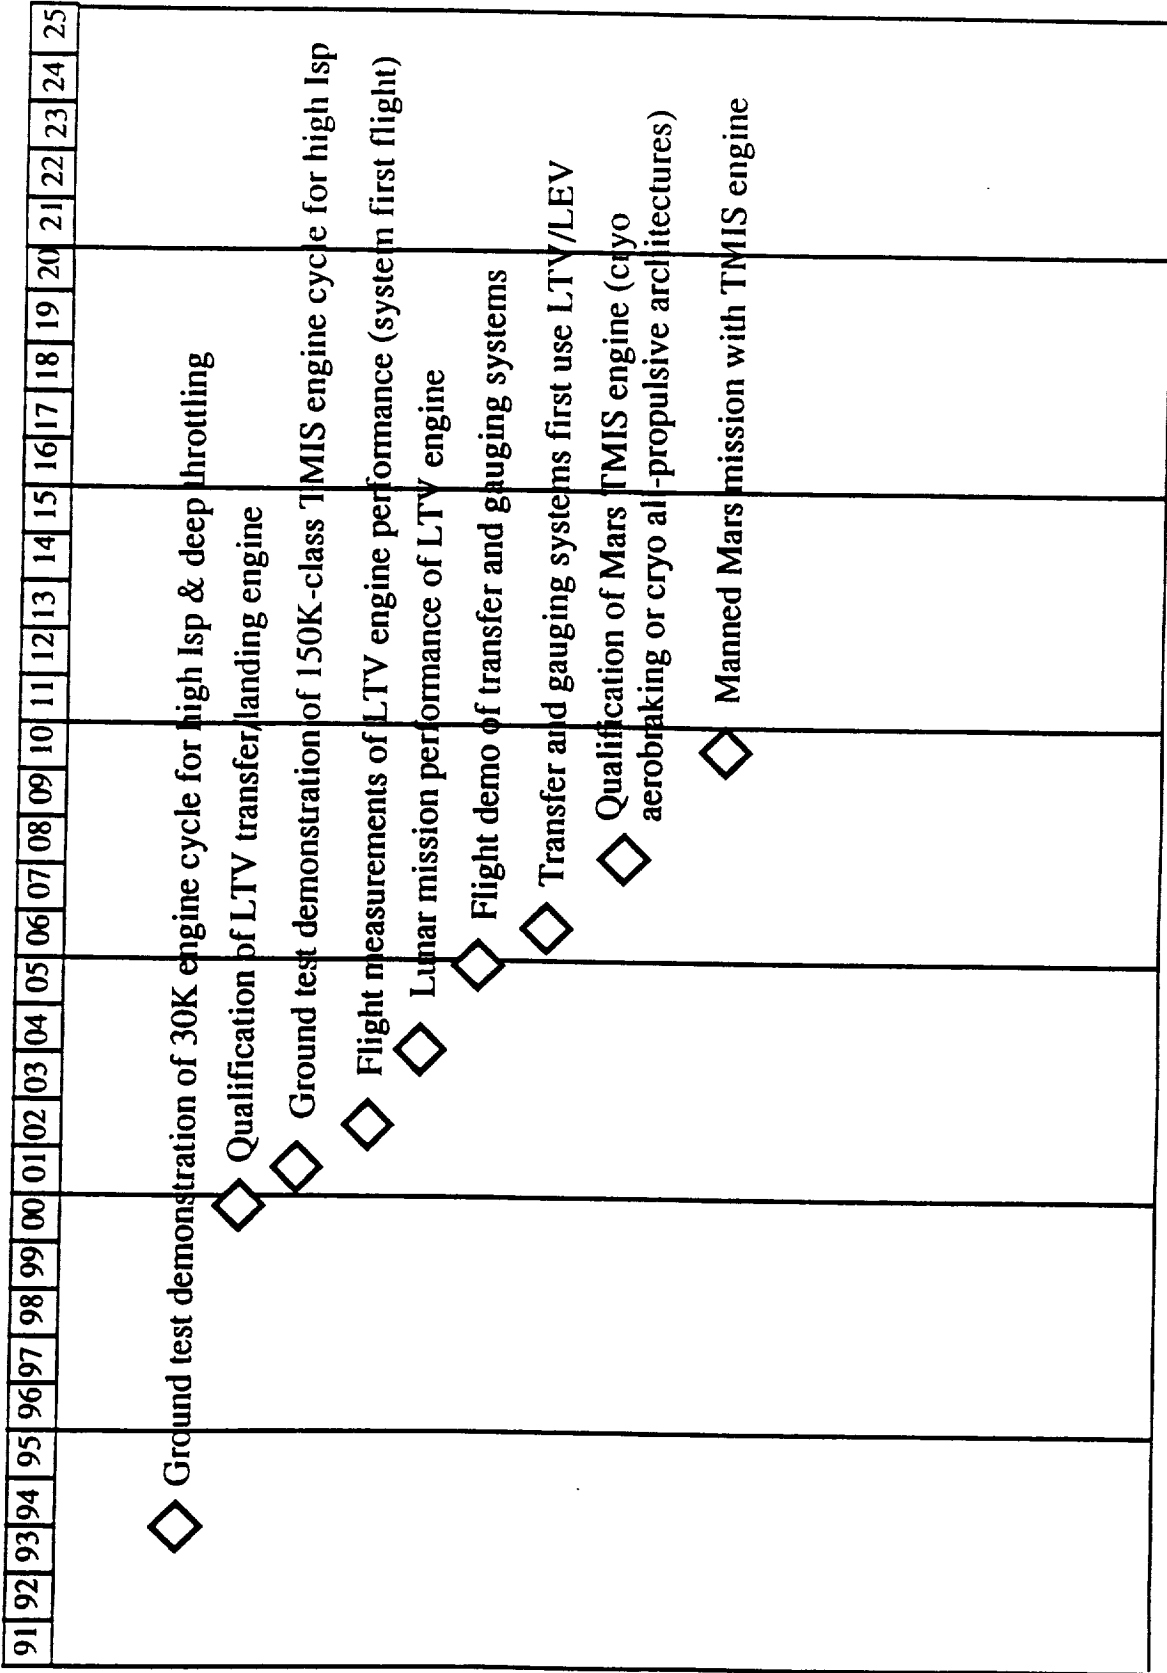 91 92 93 94 95 96 97 98 99 00 01 02 03 04 05 06 07 08 09 10 11 12 13 14 15 16 17 18 19 20 21 22 23 24 25
Ground test demonstration of 30K engine cycle for high Isp & deep throttling
Qualification of LTV transfer/landing engine
Ground test demonstration of 150K-class TMIS engine cycle for high Isp
Flight measurements of LTV engine performance (system first flight)
Lunar mission performance of LTV engine
Flight demo of transfer and gauging systems
Transfer and gauging systems first use LTV/LEV
Qualification of Mars TMIS engine (cryo
aerobraking or cryo all-propulsive architectures)
Manned Mars mission with TMIS engine